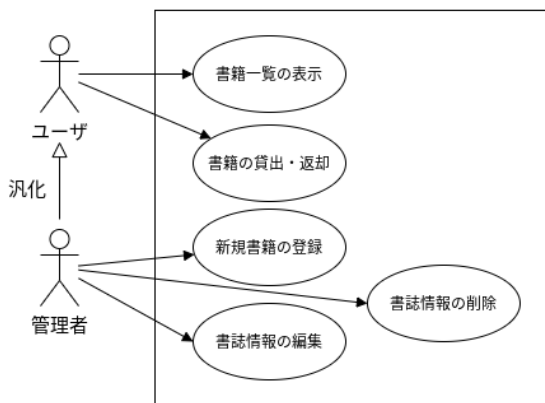 書籍一覧の表示
ユーザ
書籍の貸出・返却
汎化
新規書籍の登録
書誌情報の削除
管理者
書誌情報の編集